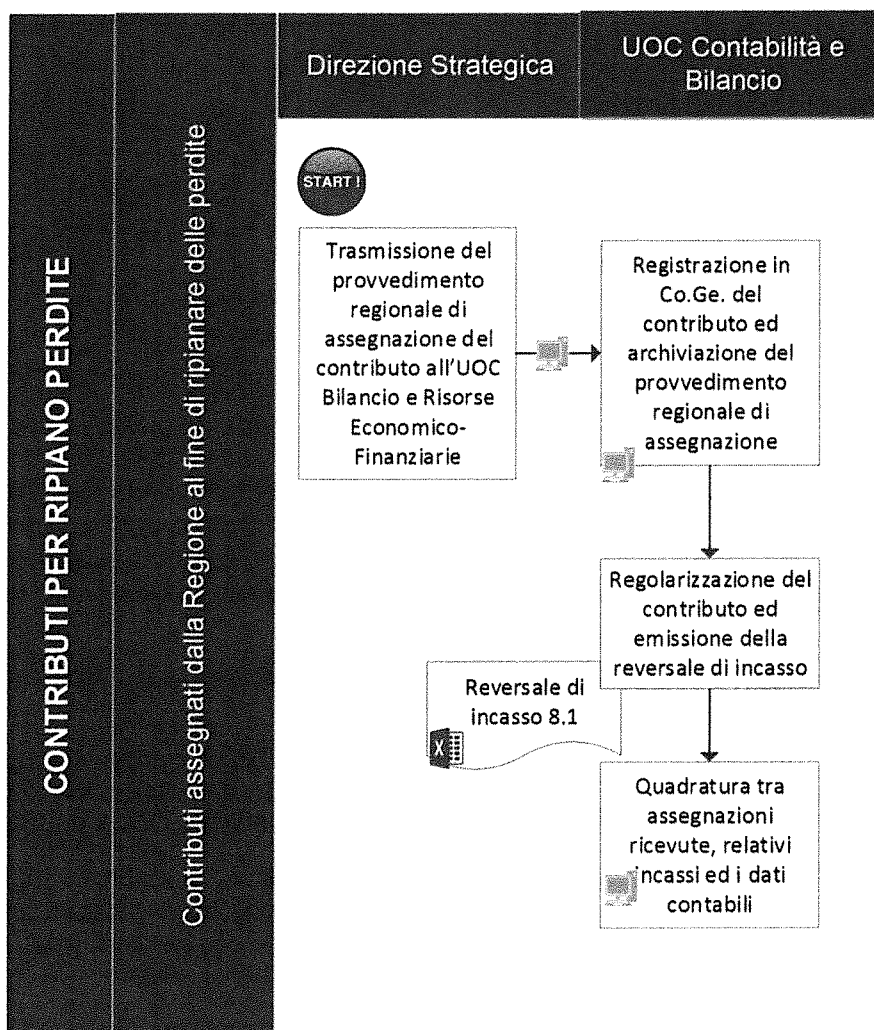 CONTRIBUTI PER RIPIANO PERDITE
Contributi assegnati dalla Regione al fine di ripianare delle perdite
Direzione Strategica
UOC Contabilità e
Bilancio
START !
Trasmissione del
provvedimento
regionale di
assegnazione del
contributo all'UOC
Bilancio e Risorse
Economico-
Finanziarie
Registrazione in
Co.Ge. del
contributo ed
archiviazione del
provvedimento
regionale di
assegnazione
Regolarizzazione del
contributo ed
emissione della
reversale di incasso
Reversale di
incasso 8.1
X
Quadratura tra
assegnazioni
ricevute, relativi
incassi ed i dati
contabili